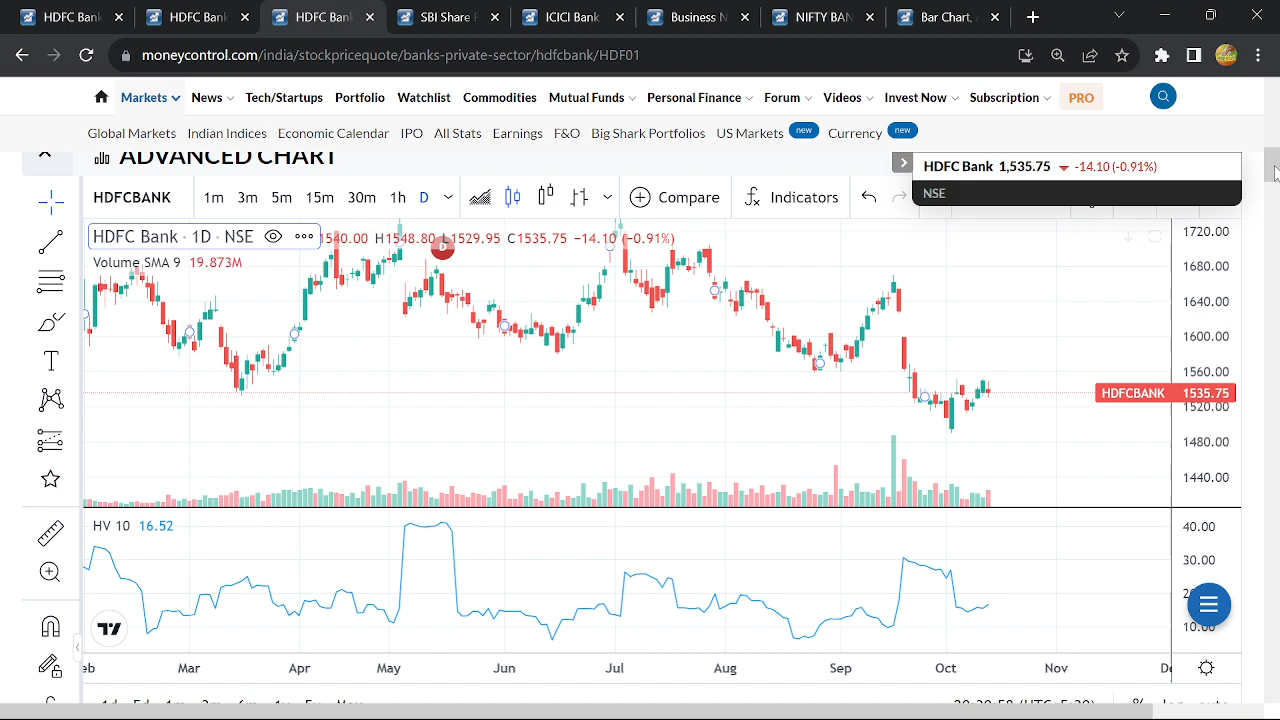 HDFC Bank HDFC Bank HDFC Bank SBI Share ICICI Bank Business NIFTY BAN Bar Chart,
moneycontrol.com/india/stockpricequote/banks-private-sector/hdfcbank/HDF01
Markets News Tech/Startups Portfolio Watchlist Commodities Mutual Funds Personal Finance Forum Videos Invest Now Subscription PRO
Global Markets Indian Indices Economic Calendar IPO All Stats Earnings F&O Big Shark Portfolios US Markets new Currency new
ADVANCED CHART
HDFC Bank 1,535.75 -14.10 (-0.91%)
NSE
HDFCBANK 1m 3m 5m 15m 30m 1h D Compare Indicators
HDFC Bank · 1D · NSE 1540.00 H1548.80 L1529.95 C1535.75 −14.10 (−0.91%)
Volume SMA 9 19.873M
D
1720.00
1680.00
1640.00
1600.00
1560.00
HDFCBANK 1535.75
1520.00
1480.00
1440.00
HV 10 16.52
40.00
30.00
10.00
Mar Apr May Jun Jul Aug Sep Oct Nov